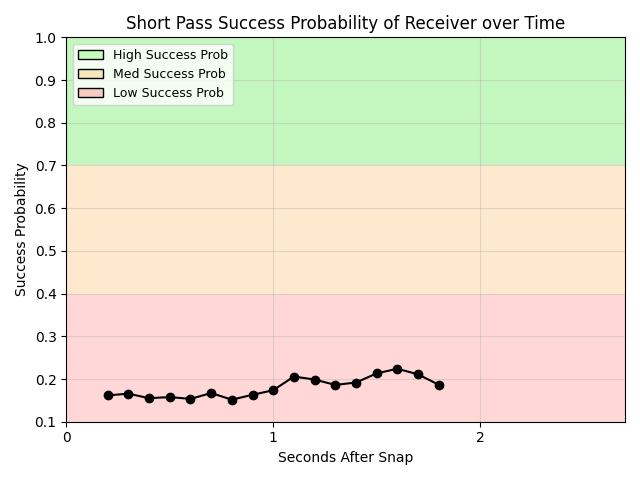 Short Pass Success Probability of Receiver over Time
High Success Prob
Med Success Prob
Low Success Prob
Success Probability
1.0
0.9
0.8
0.7
0.6
0.5
0.4
0.3
0.2
0.1
0 1 2
Seconds After Snap